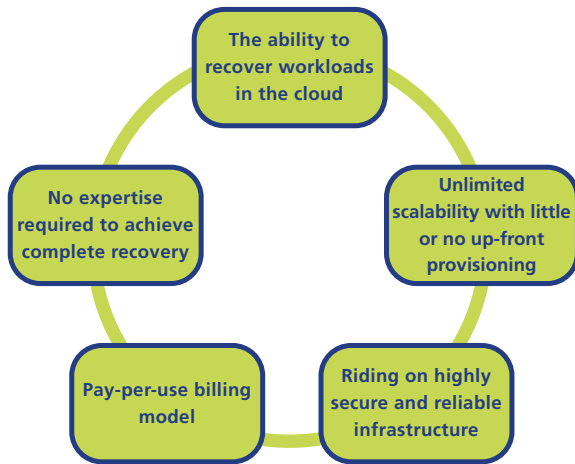 The ability to
recover workloads
in the cloud
Unlimited
scalability with little
or no up-front
provisioning
Riding on highly
secure and reliable
infrastructure
Pay-per-use billing
model
No expertise
required to achieve
complete recovery